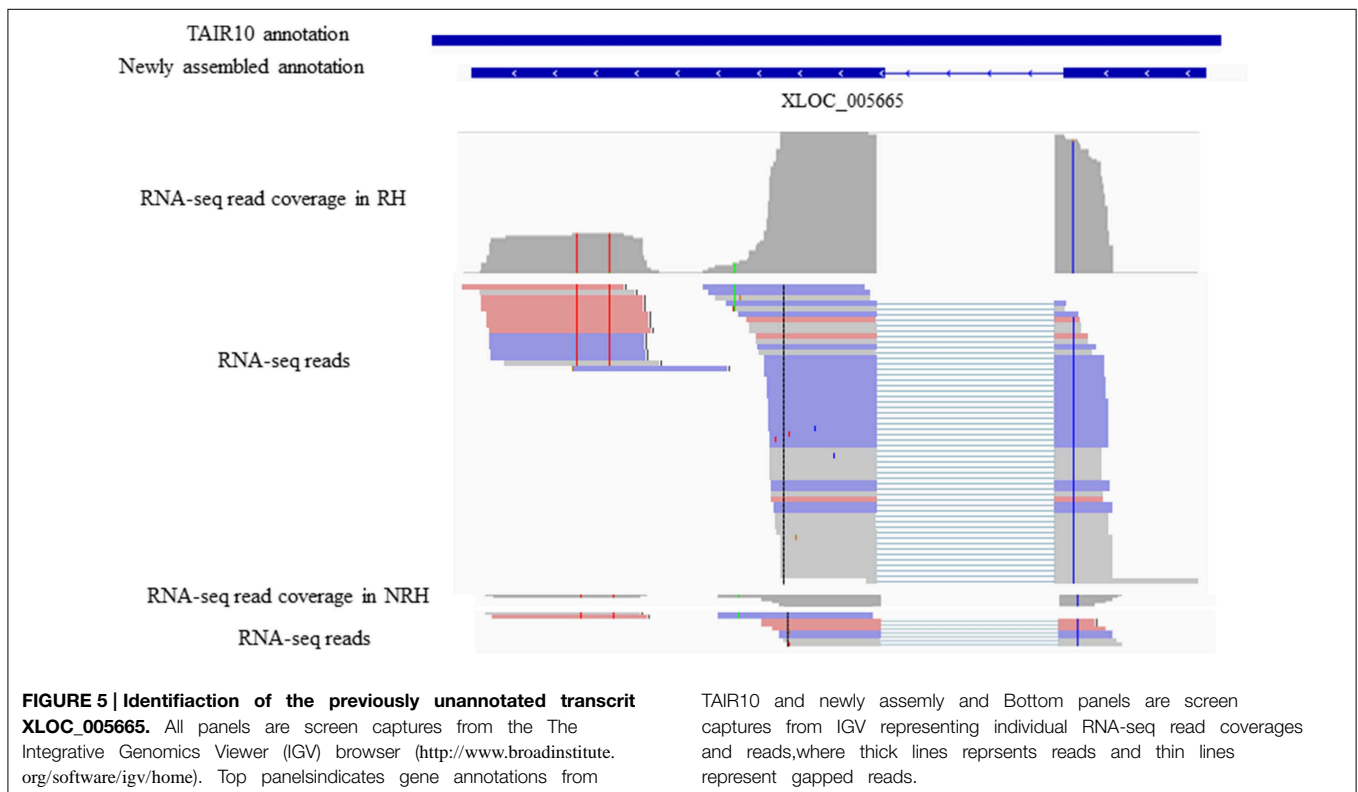 TAIR10 annotation
Newly assembled annotation
XLOC_005665
RNA-seq read coverage in RH
RNA-seq reads
RNA-seq read coverage in NRH
RNA-seq reads
FIGURE 5 | Identifiaction of the previously unannotated transcrit
XLOC_005665. All panels are screen captures from the The
Integrative Genomics Viewer (IGV) browser (http://www.broadinstitute.
org/software/igv/home). Top panelsindicates gene annotations from
TAIR10 and newly assemly and Bottom panels are screen
captures from IGV representing individual RNA-seq read coverages
and reads,where thick lines reprsents reads and thin lines
represent gapped reads.